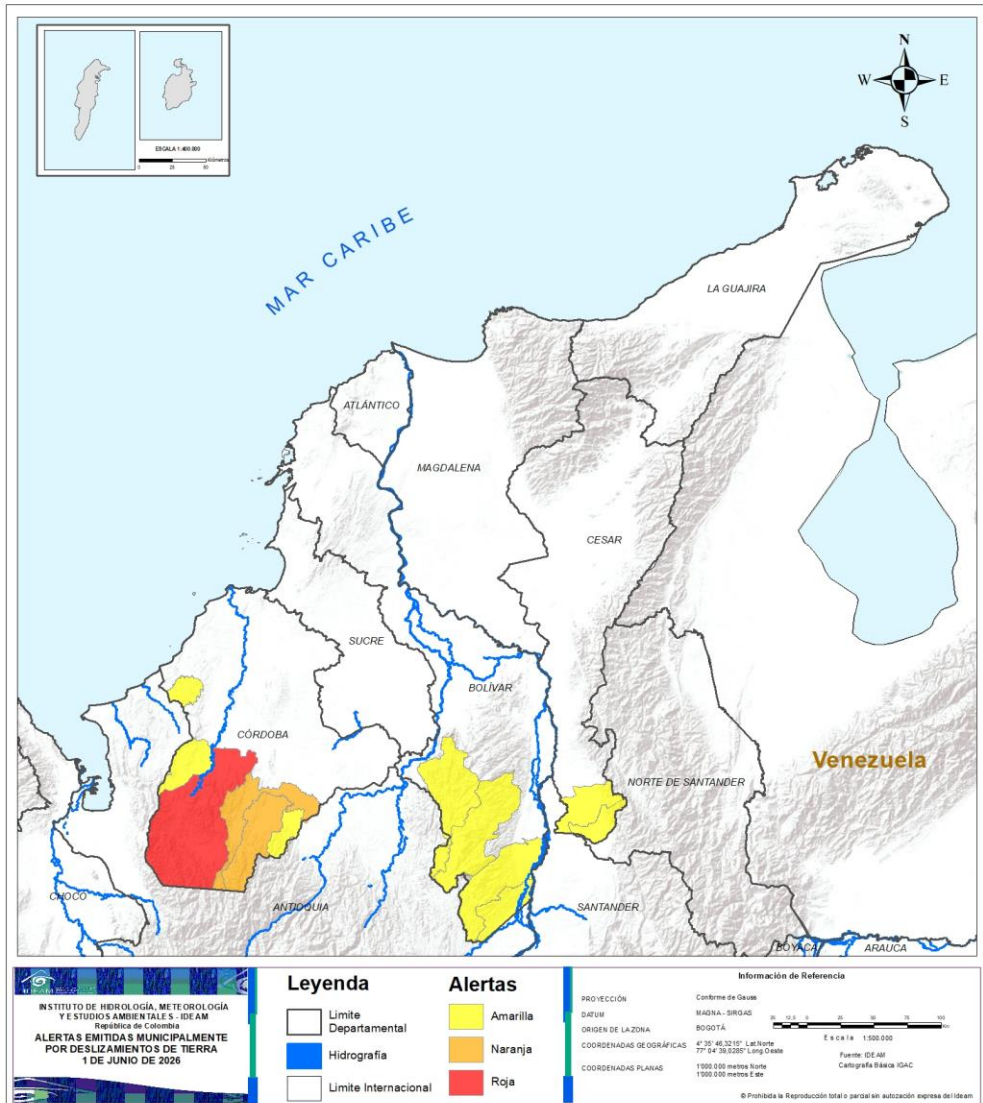 ESCALA 1:400.000
Kilómetros
N
W
E
S
MAR CARIBE
LA GUAJIRA
ATLÁNTICO
MAGDALENA
CESAR
SUCRE
BOLÍVAR
CÓRDOBA
NORTE DE SANTANDER
Venezuela
CHOCO
ANTIOQUIA
SANTANDER
BOYACA
ARAUCA
IDEAM
INSTITUTO DE HIDROLOGÍA, METEOROLOGÍA
Y ESTUDIOS AMBIENTALES - IDEAM
República de Colombia
ALERTAS EMITIDAS MUNICIPALMENTE
POR DESLIZAMIENTOS DE TIERRA
1 DE JUNIO DE 2026
Leyenda
Limite
Departamental
Hidrografía
Limite Internacional
Alertas
Amarilla
Naranja
Roja
Información de Referencia
PROYECCIÓN
Conforme de Gauss
DATUM
MAGNA - SIRGAS
ORIGEN DE LA ZONA
BOGOTÁ
COORDENADAS GEOGRÁFICAS
4° 35' 46,3215" Lat.Norte
77° 04' 39,0285" Long.Oeste
COORDENADAS PLANAS
1'000.000 metros Norte
1'000.000 metros Este
Escala 1:500.000
Fuente: IDEAM
Cartografía Básica IGAC
© Prohibida la Reproducción total o parcial sin autozación expresa del Ideam